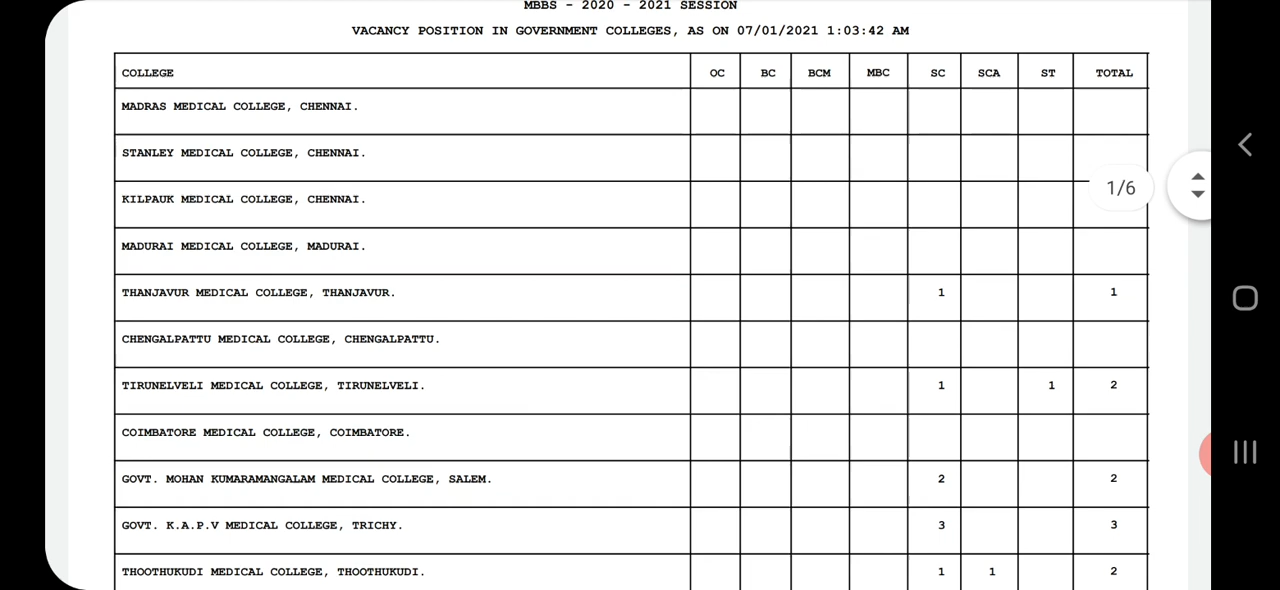 MBBS - 2020 - 2021 SESSION
VACANCY POSITION IN GOVERNMENT COLLEGES, AS ON 07/01/2021 1:03:42 AM
COLLEGE OC BC BCM MBC SC SCA ST TOTAL
MADRAS MEDICAL COLLEGE, CHENNAI.
STANLEY MEDICAL COLLEGE, CHENNAI.
1/6
KILPAUK MEDICAL COLLEGE, CHENNAI.
MADURAI MEDICAL COLLEGE, MADURAI.
THANJAVUR MEDICAL COLLEGE, THANJAVUR. 1 1
CHENGALPATTU MEDICAL COLLEGE, CHENGALPATTU.
TIRUNELVELI MEDICAL COLLEGE, TIRUNELVELI. 1 1 2
COIMBATORE MEDICAL COLLEGE, COIMBATORE.
GOVT. MOHAN KUMARAMANGALAM MEDICAL COLLEGE, SALEM. 2 2
GOVT. K.A.P.V MEDICAL COLLEGE, TRICHY. 3 3
THOOTHUKUDI MEDICAL COLLEGE, THOOTHUKUDI. 1 1 2